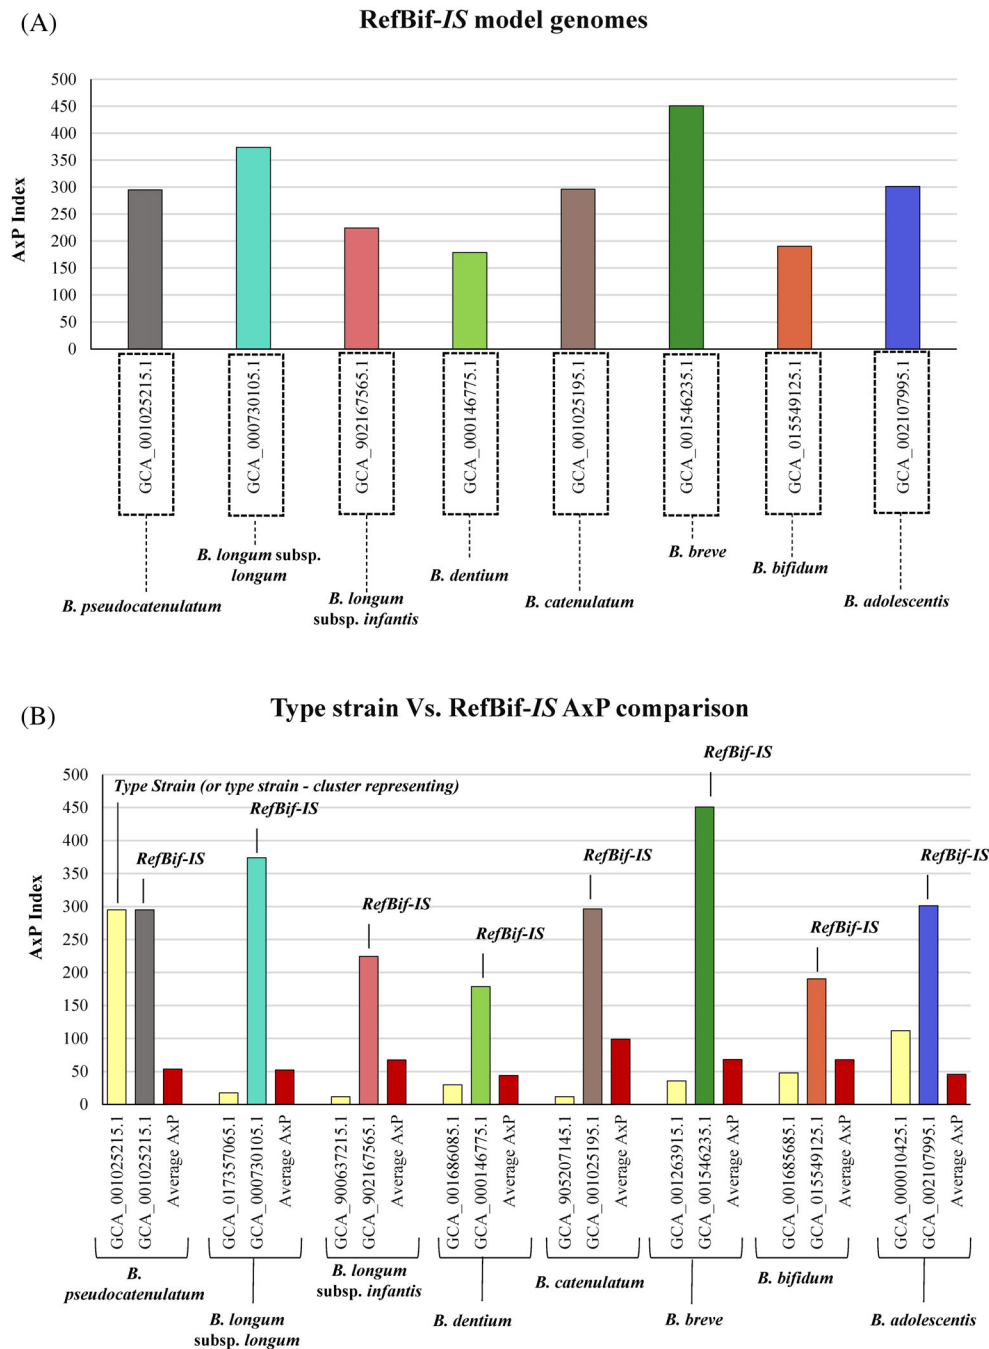 (A)
RefBif-IS model genomes
AxP Index
500
450
400
350
300
250
200
150
100
50
0
GCA_001025215.1
GCA_000730105.1
GCA_902167565.1
GCA_000146775.1
GCA_001025195.1
GCA_001546235.1
GCA_015549125.1
GCA_002107995.1
B. pseudocatenulatum
B. longum subsp.
longum
B. longum
subsp. infantis
B. dentium
B. catenulatum
B. breve
B. bifidum
B. adolescentis
(B)
Type strain Vs. RefBif-IS AxP comparison
AxP Index
500
450
400
350
300
250
200
150
100
50
0
Type Strain (or type strain - cluster representing)
RefBif-IS
RefBif-IS
RefBif-IS
RefBif-IS
RefBif-IS
RefBif-IS
RefBif-IS
RefBif-IS
GCA_001025215.1
GCA_001025215.1
Average AxP
GCA_017357065.1
GCA_000730105.1
Average AxP
GCA_900637215.1
GCA_902167565.1
Average AxP
GCA_001686085.1
GCA_000146775.1
Average AxP
GCA_905207145.1
GCA_001025195.1
Average AxP
GCA_001263915.1
GCA_001546235.1
Average AxP
GCA_001685685.1
GCA_015549125.1
Average AxP
GCA_000010425.1
GCA_002107995.1
Average AxP
B.
pseudocatenulatum
B. longum
subsp. longum
B. longum
subsp. infantis
B. dentium
B. catenulatum
B. breve
B. bifidum
B. adolescentis